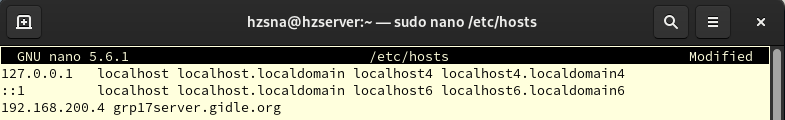 hzsna@hzserver:~ — sudo nano /etc/hosts
GNU nano 5.6.1 /etc/hosts Modified
127.0.0.1 localhost localhost.localdomain localhost4 localhost4.localdomain4
::1 localhost localhost.localdomain localhost6 localhost6.localdomain6
192.168.200.4 grp17server.gidle.org